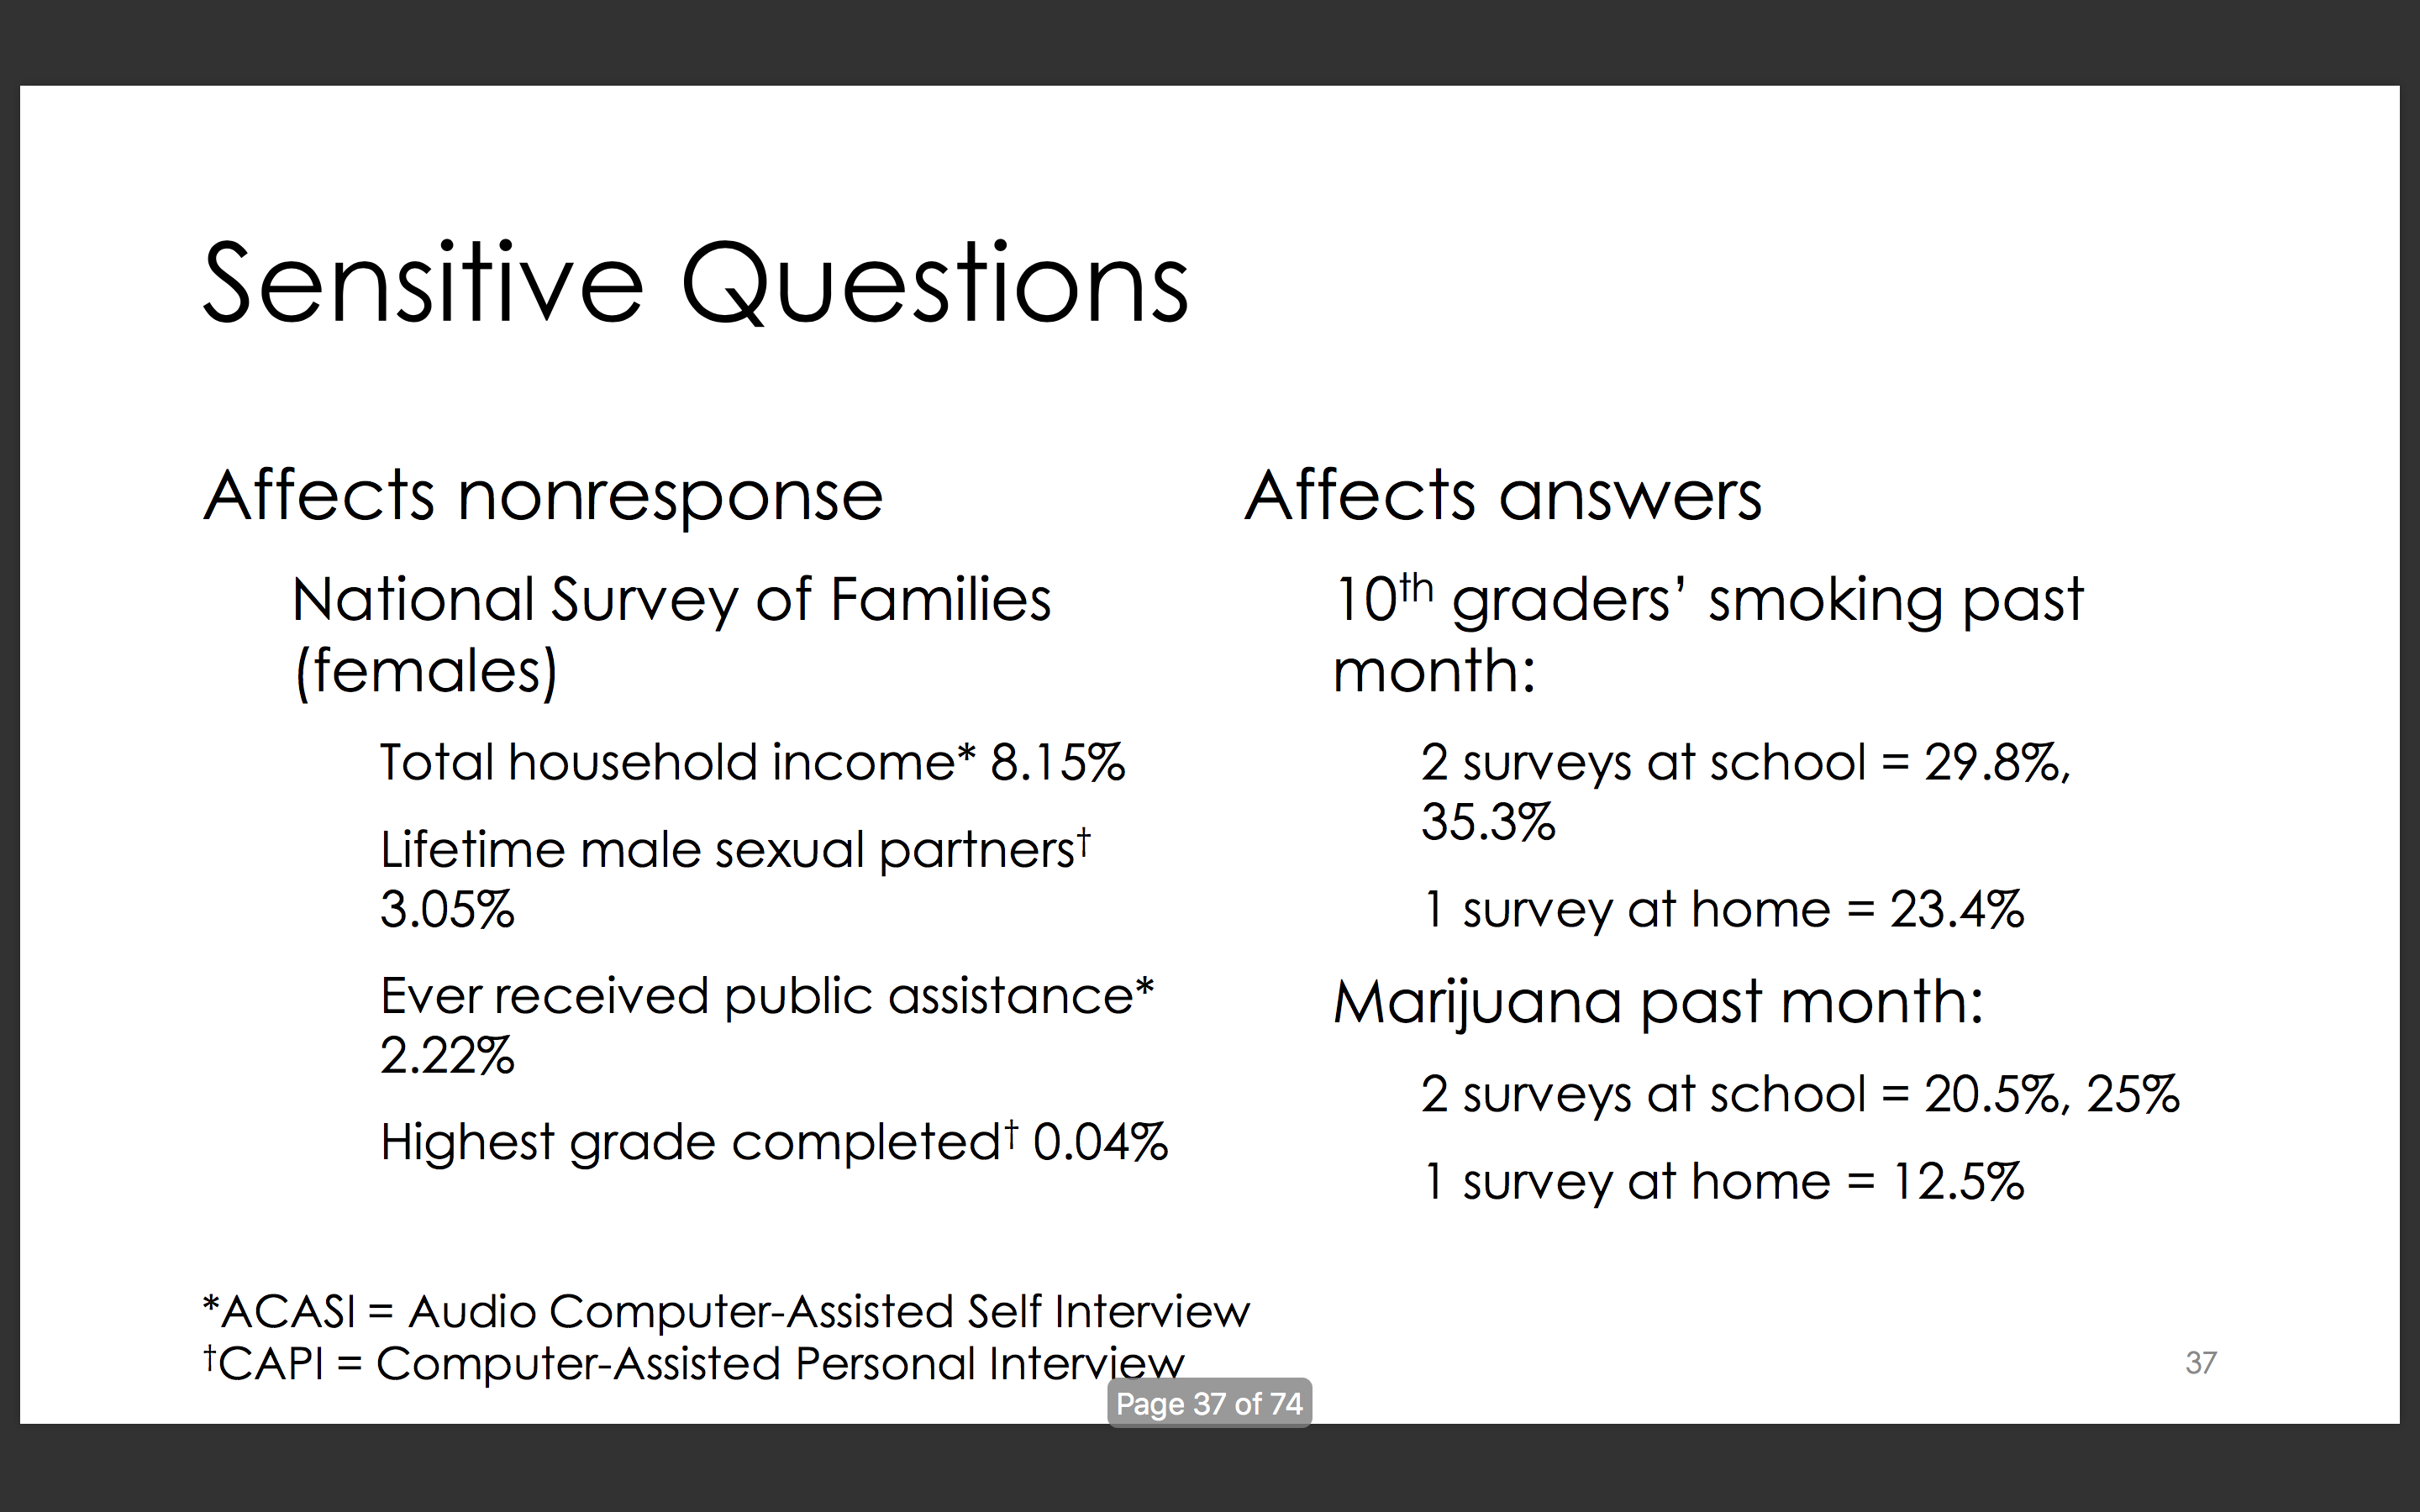 Sensitive Questions
Affects nonresponse
National Survey of Families
(females)
Total household income* 8.15%
Lifetime male sexual partners†
3.05%
Ever received public assistance*
2.22%
Highest grade completed† 0.04%
Affects answers
10th graders’ smoking past
month:
2 surveys at school = 29.8%,
35.3%
1 survey at home = 23.4%
Marijuana past month:
2 surveys at school = 20.5%, 25%
1 survey at home = 12.5%
*ACASI = Audio Computer-Assisted Self Interview
†CAPI = Computer-Assisted Personal Interview
37
Page 37 of 74